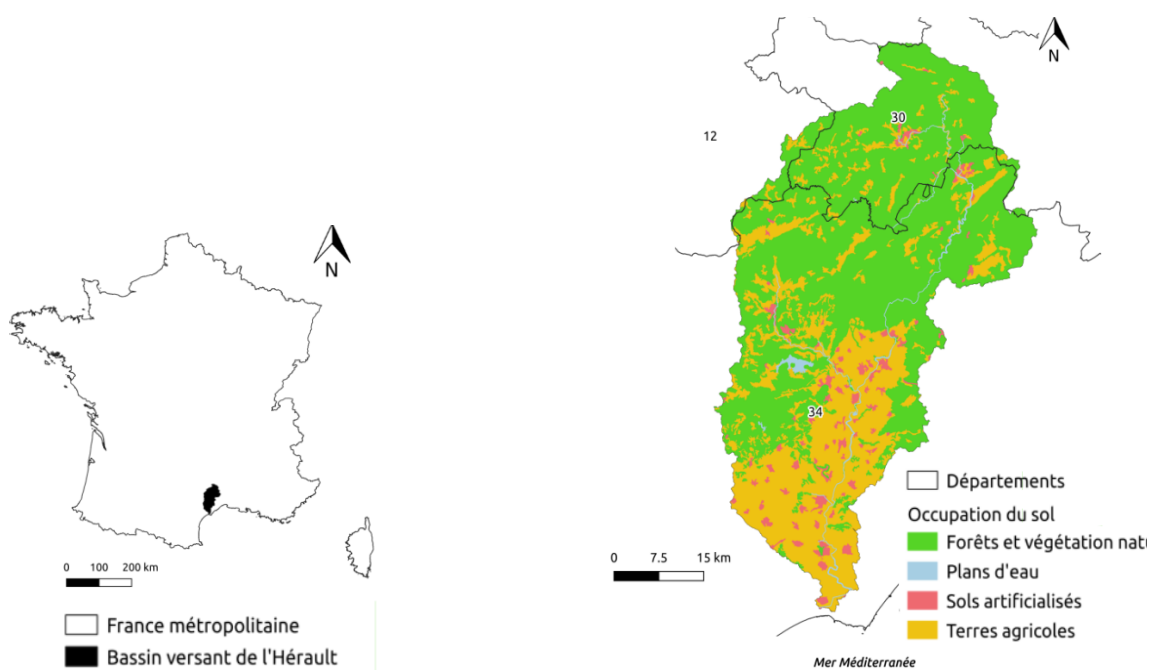 N
0 100 200 km
France métropolitaine
Bassin versant de l'Hérault
N
30
12
34
0 7.5 15 km
Départements
Occupation du sol
Forêts et végétation natu
Plans d'eau
Sols artificialisés
Terres agricoles
Mer Méditerranée